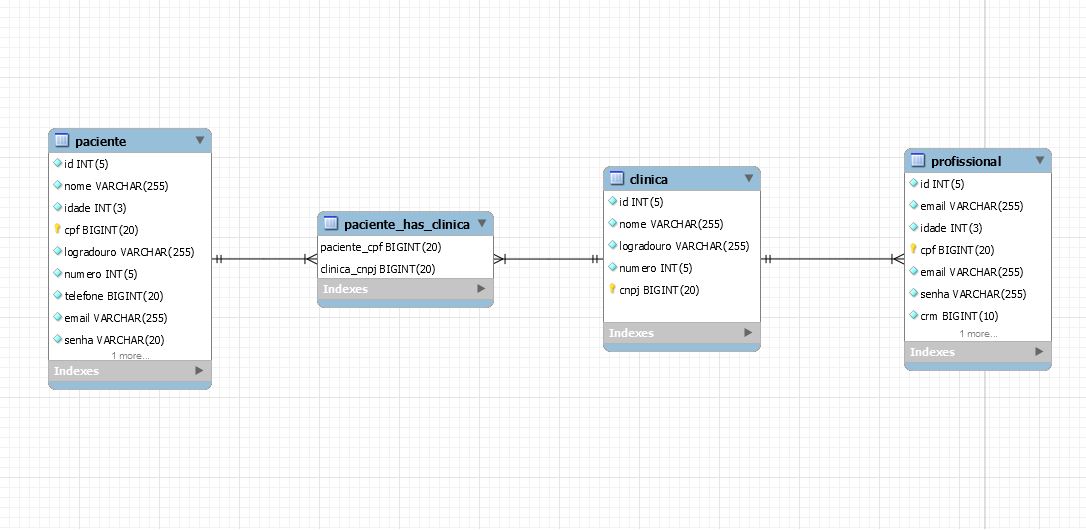 paciente
id INT(5)
nome VARCHAR(255)
idade INT(3)
cpf BIGINT(20)
logradouro VARCHAR(255)
numero INT(5)
telefone BIGINT(20)
email VARCHAR(255)
senha VARCHAR(20)
1 more...
Indexes
paciente_has_clinica
paciente_cpf BIGINT(20)
clinica_cnpj BIGINT(20)
Indexes
clinica
id INT(5)
nome VARCHAR(255)
logradouro VARCHAR(255)
numero INT(5)
cnpj BIGINT(20)
Indexes
profissional
id INT(5)
email VARCHAR(255)
idade INT(3)
cpf BIGINT(20)
email VARCHAR(255)
senha VARCHAR(255)
crm BIGINT(10)
1 more...
Indexes